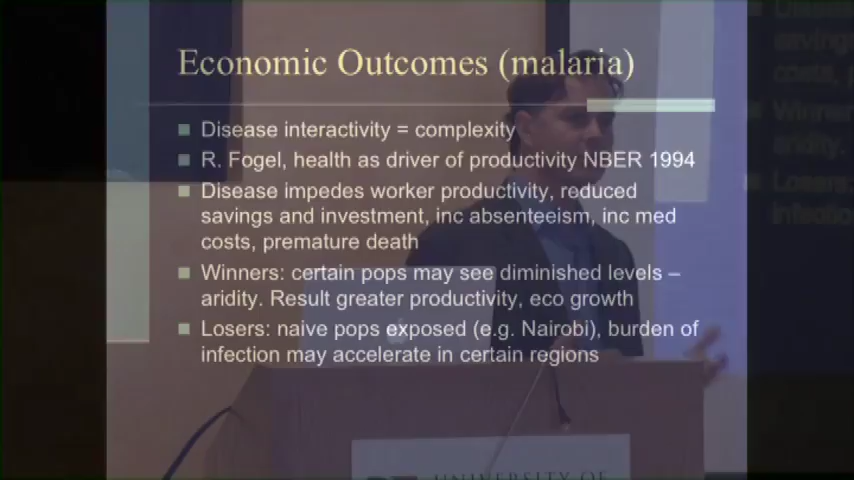 Economic Outcomes (malaria)
Disease interactivity = complexity
R. Fogel, health as driver of productivity NBER 1994
Disease impedes worker productivity, reduced
savings and investment, inc absenteeism, inc med
costs, premature death
Winners: certain pops may see diminished levels –
aridity. Result greater productivity, eco growth
Losers: naive pops exposed (e.g. Nairobi), burden of
infection may accelerate in certain regions
UNIVERSITY OF